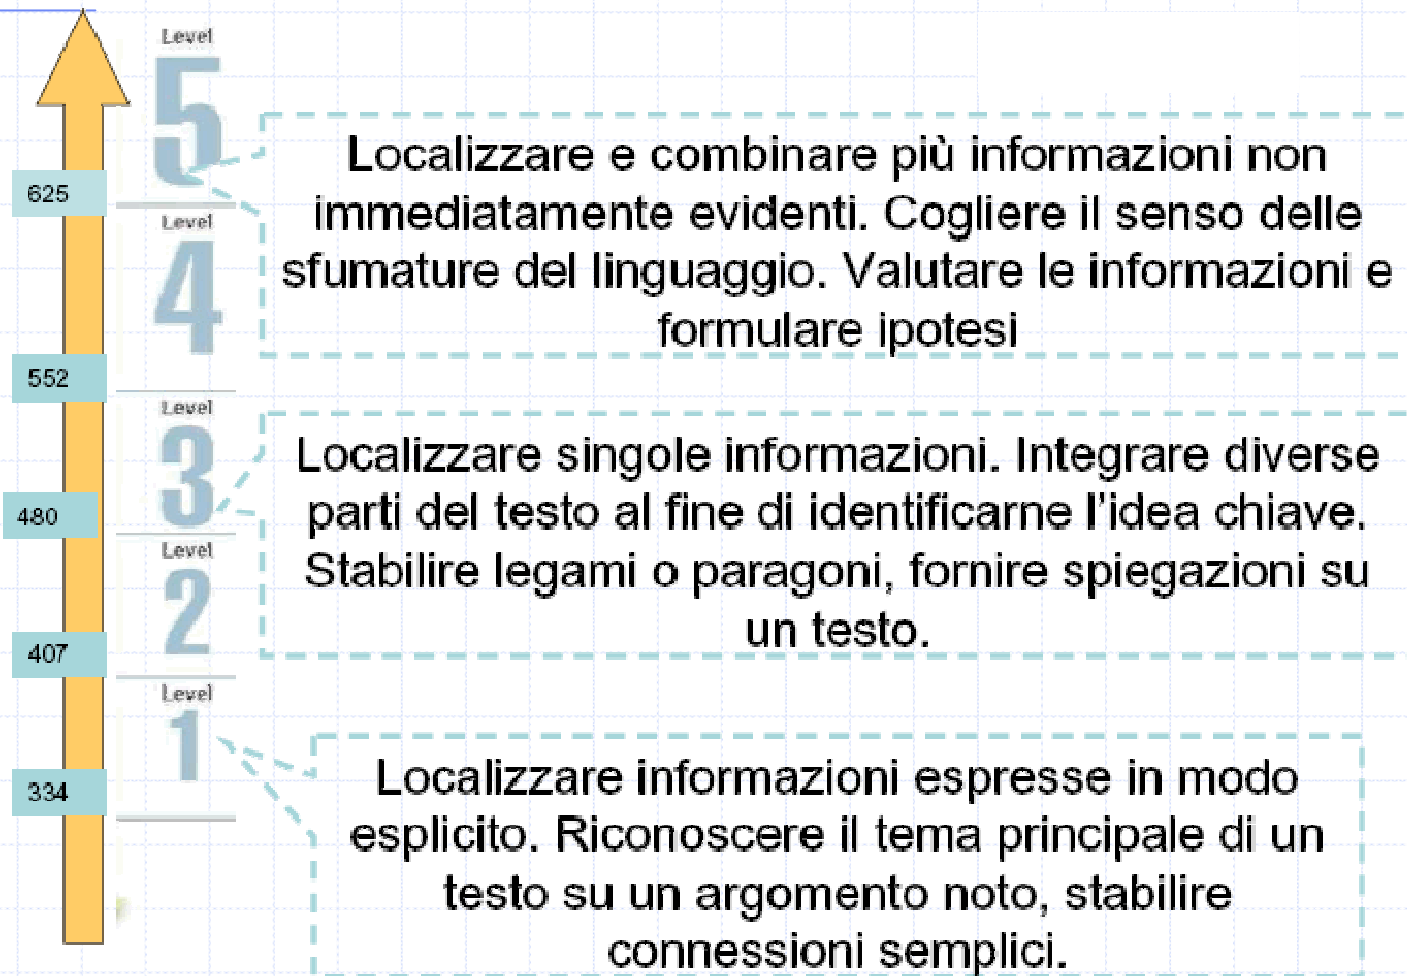 Level
5
625
Localizzare e combinare più informazioni non
immediatamente evidenti. Cogliere il senso delle
sfumature del linguaggio. Valutare le informazioni e
formulare ipotesi
Level
4
552
Level
3
480
Localizzare singole informazioni. Integrare diverse
parti del testo al fine di identificarne l'idea chiave.
Stabilire legami o paragoni, fornire spiegazioni su
un testo.
Level
2
407
Level
1
334
Localizzare informazioni espresse in modo
esplicito. Riconoscere il tema principale di un
testo su un argomento noto, stabilire
connessioni semplici.